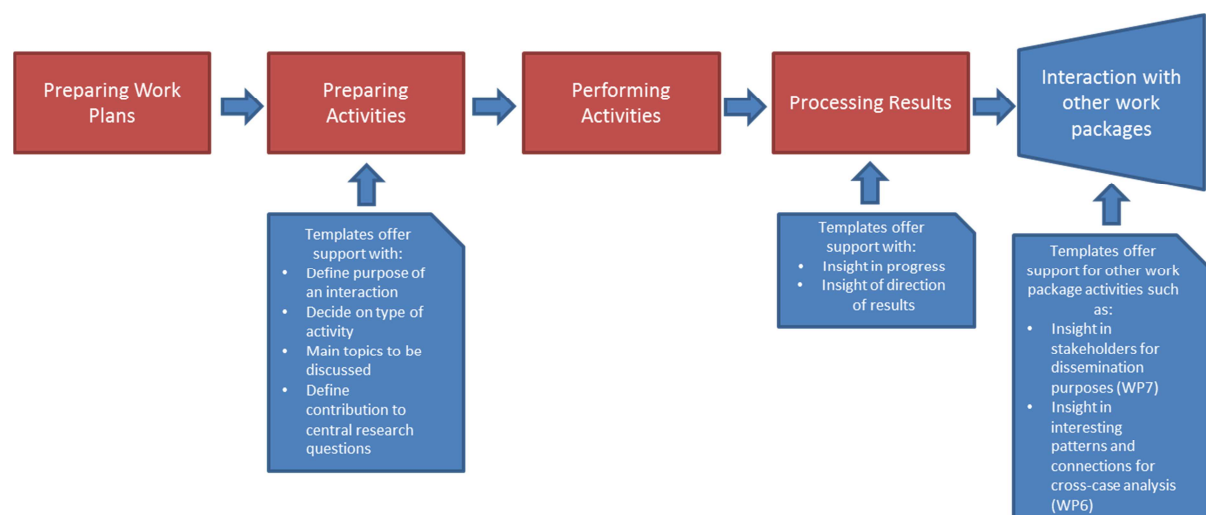 Preparing Work
Plans
Preparing
Activities
Performing
Activities
Processing Results
Interaction with
other work
packages
Templates offer
support with:
• Define purpose of
an interaction
• Decide on type of
activity
• Main topics to be
discussed
• Define
contribution to
central research
questions
Templates offer
support with:
• Insight in progress
• Insight of direction
of results
Templates offer
support for other work
package activities such
as:
• Insight in
stakeholders for
dissemination
purposes (WP7)
• Insight in
interesting
patterns and
connections for
cross-case analysis
(WP6)